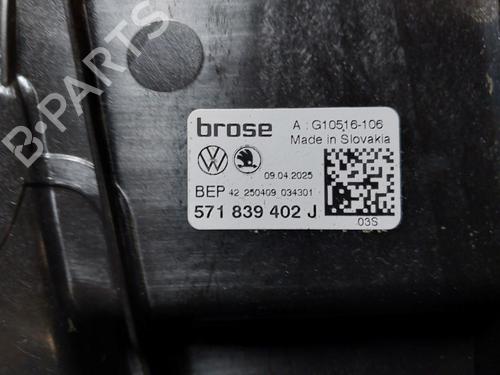 B-PARTS
brose
A : G10516-106
Made in Slovakia
09.04.2025
BEP 42 250409 034301
571 839 402 J
03S